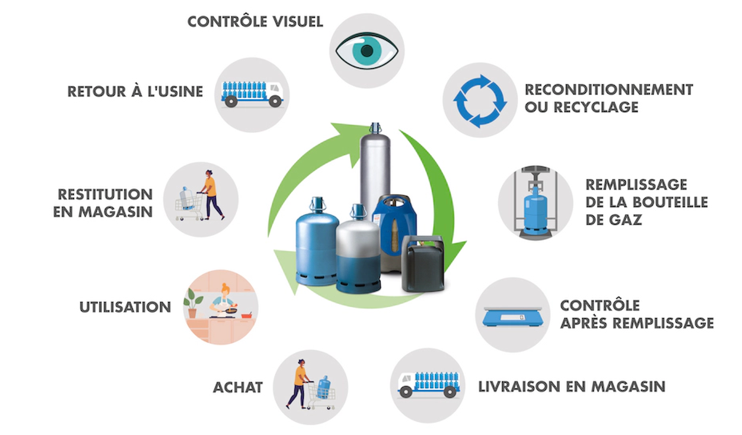 CONTRÔLE VISUEL
RECONDITIONNEMENT
OU RECYCLAGE
REMPLISSAGE
DE LA BOUTEILLE
DE GAZ
CONTRÔLE
APRÈS REMPLISSAGE
LIVRAISON EN MAGASIN
ACHAT
UTILISATION
RESTITUTION
EN MAGASIN
RETOUR À L'USINE